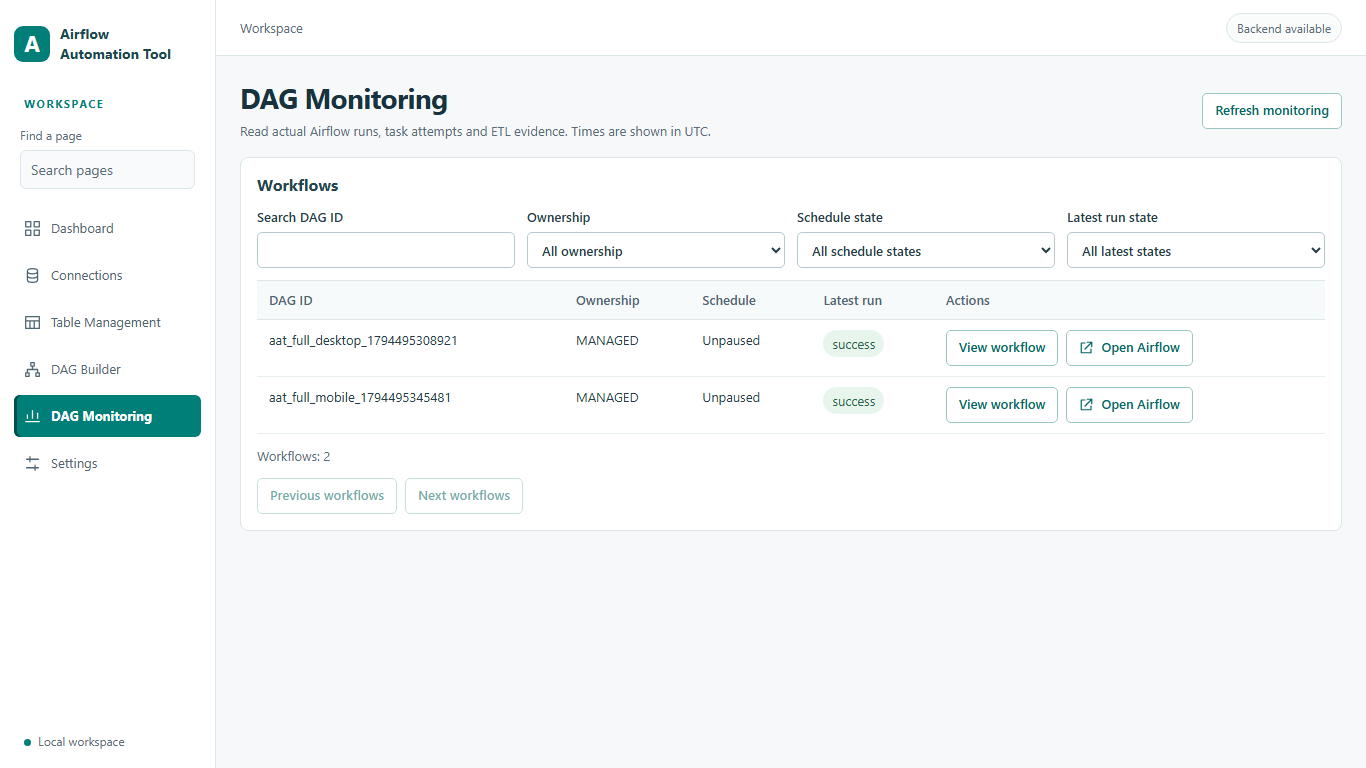 A
Airflow
Automation Tool
WORKSPACE
Find a page
Search pages
Dashboard
Connections
Table Management
DAG Builder
DAG Monitoring
Settings
Local workspace
Workspace
Backend available
DAG Monitoring
Read actual Airflow runs, task attempts and ETL evidence. Times are shown in UTC.
Refresh monitoring
Workflows
Search DAG ID Ownership Schedule state Latest run state
All ownership All schedule states All latest states
DAG ID Ownership Schedule Latest run Actions
aat_full_desktop_1794495308921 MANAGED Unpaused success View workflow Open Airflow
aat_full_mobile_1794495345481 MANAGED Unpaused success View workflow Open Airflow
Workflows: 2
Previous workflows Next workflows